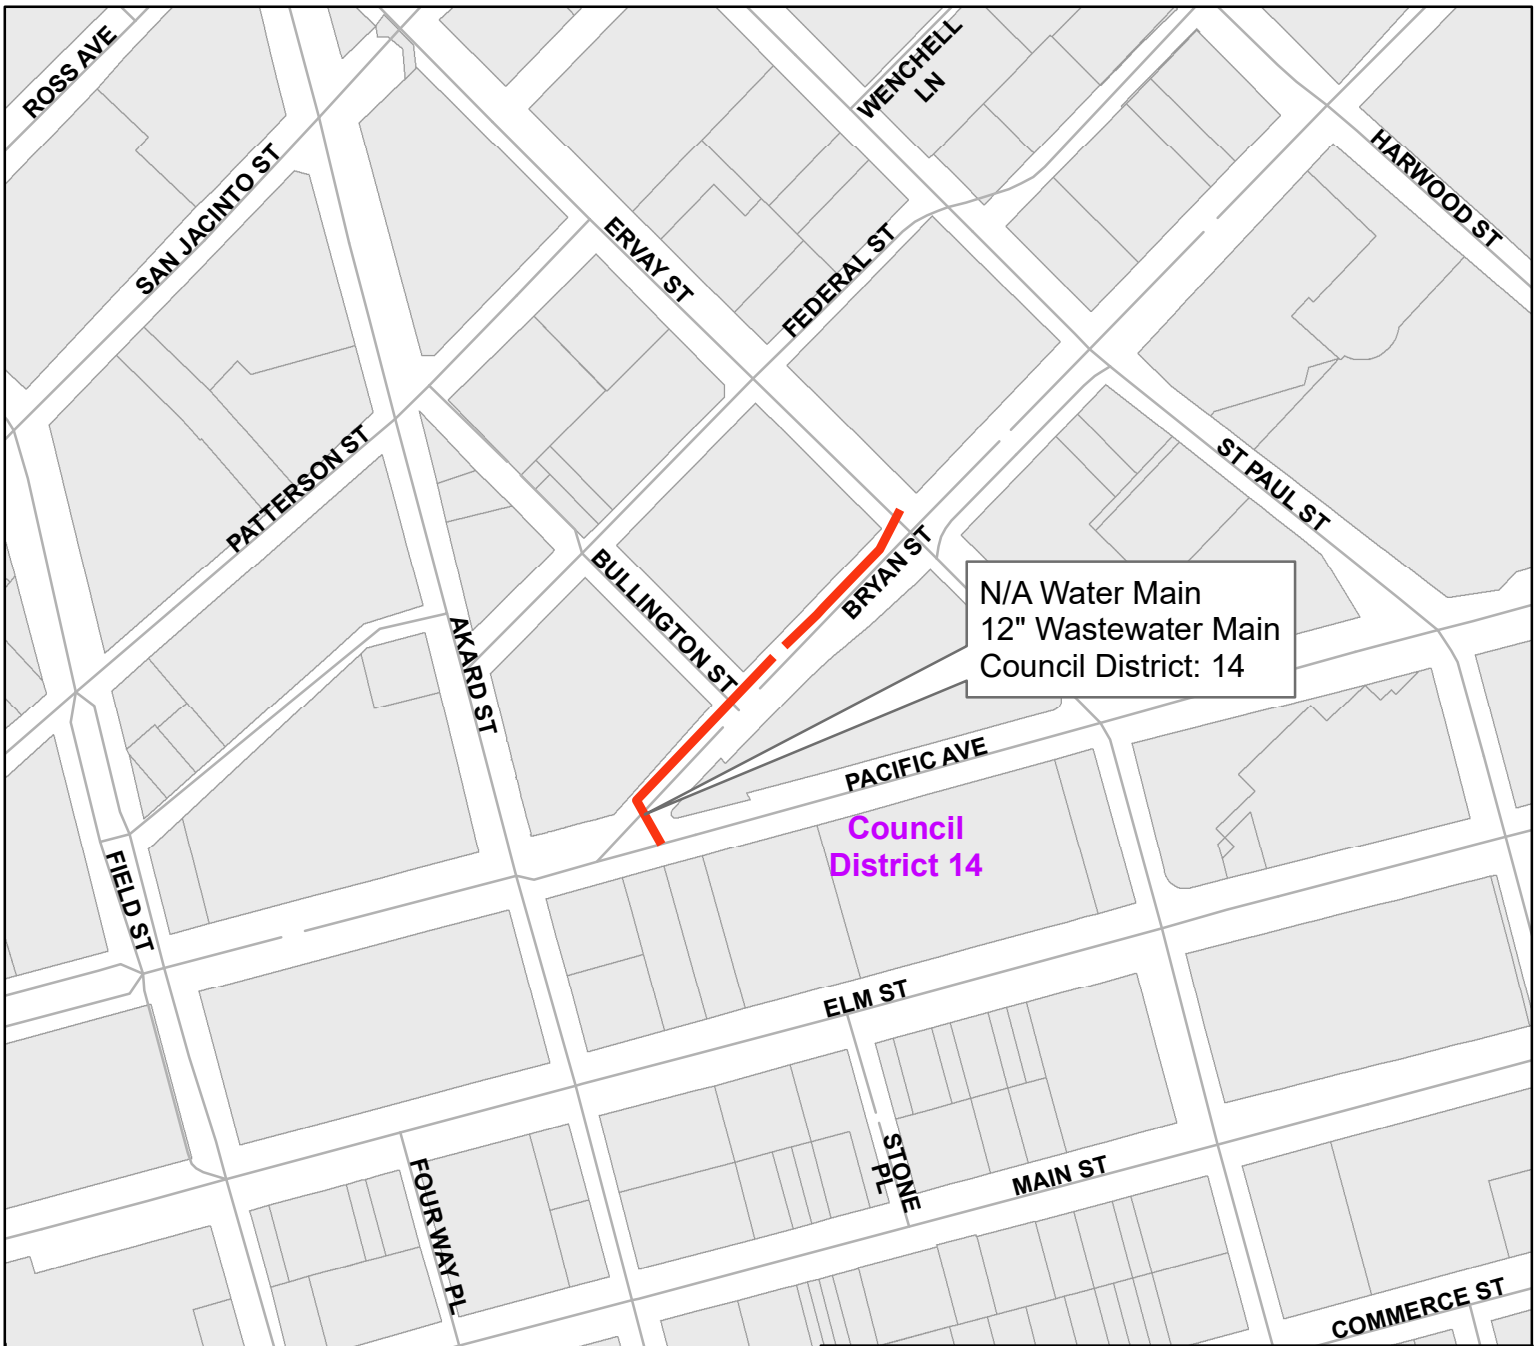 ROSS AVE
WENCHELL
LN
HARWOOD ST
SAN JACINTO ST
ERVAY ST
FEDERAL ST
PATTERSON ST
ST PAUL ST
BRYAN ST
BULLINGTON ST
N/A Water Main
12" Wastewater Main
Council District: 14
AKARD ST
PACIFIC AVE
Council
District 14
FIELD ST
ELM ST
STONE
PL
MAIN ST
FOUR WAY PL
COMMERCE ST